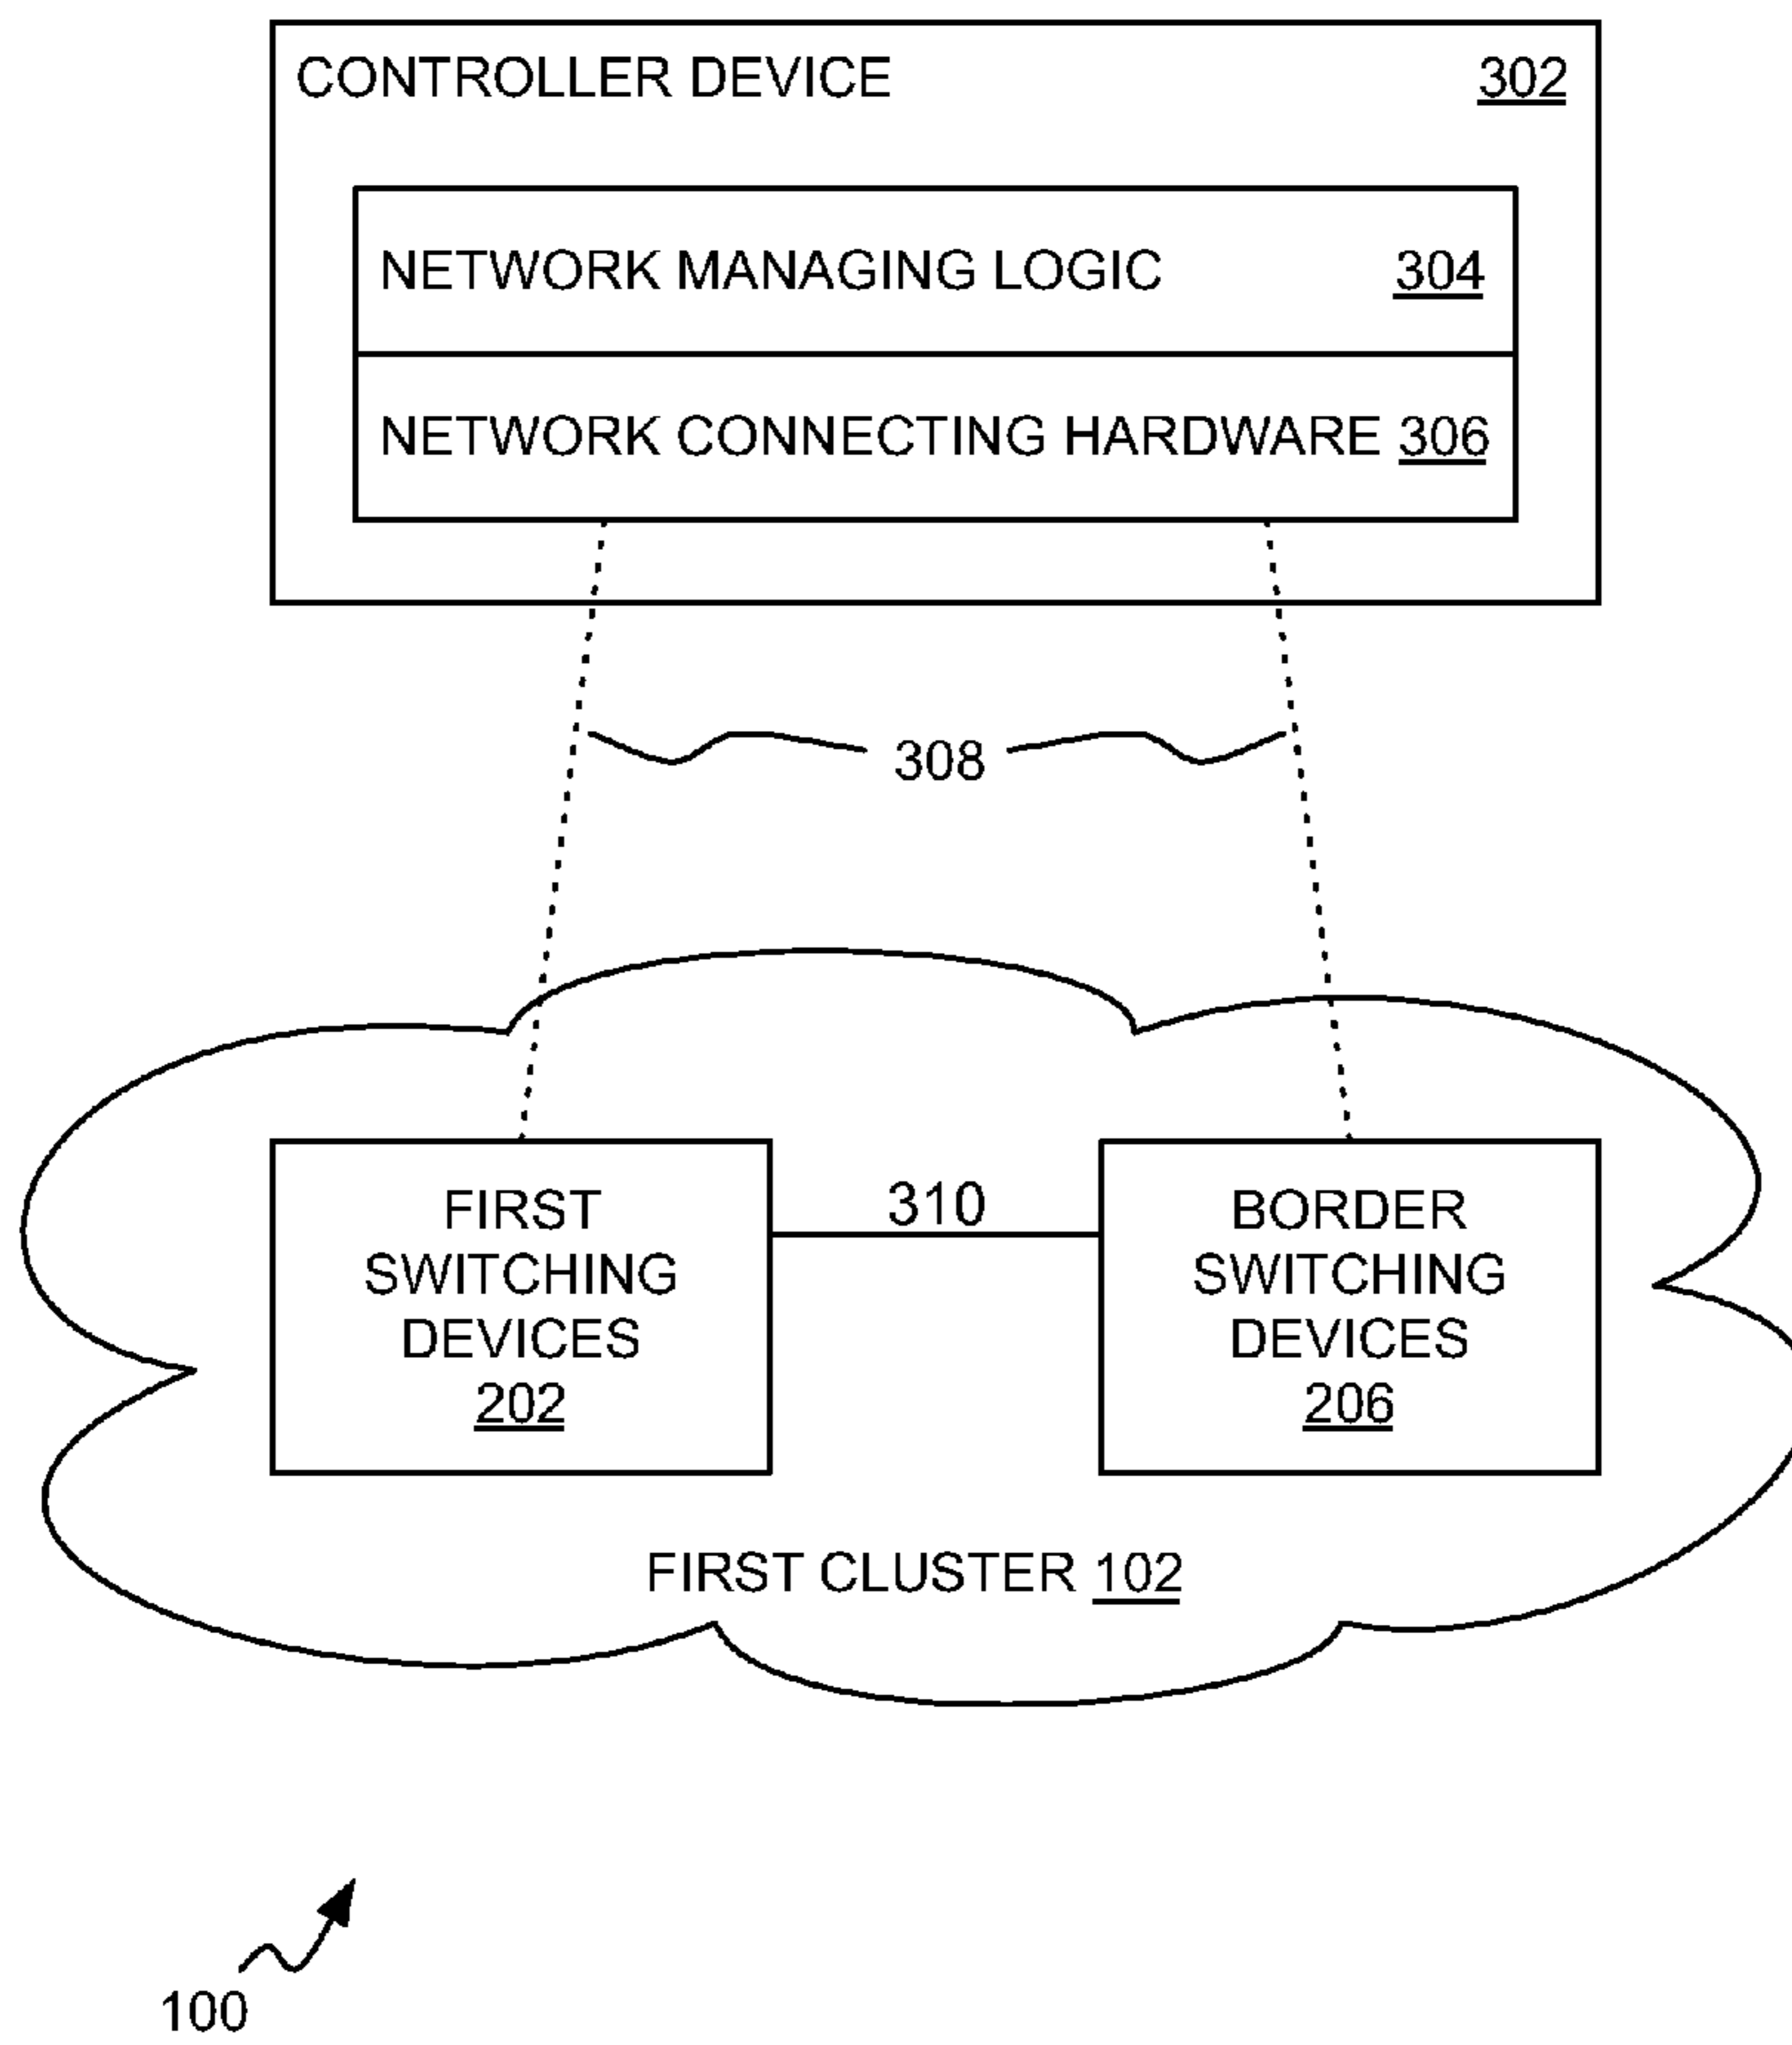 CONTROLLER DEVICE 302
NETWORK MANAGING LOGIC 304
NETWORK CONNECTING HARDWARE 306
308
310
FIRST
SWITCHING
DEVICES
202
BORDER
SWITCHING
DEVICES
206
FIRST CLUSTER 102
100